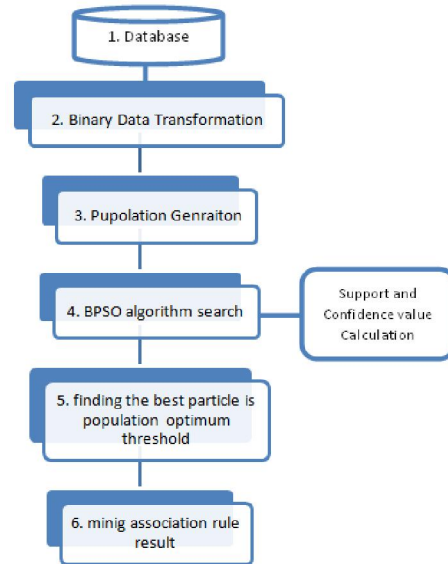 1. Database
2. Binary Data Transformation
3. Pupolation Genraiton
4. BPSO algorithm search
Support and
Confidence value
Calculation
5. finding the best particle is
population optimum
threshold
6. minig association rule
result